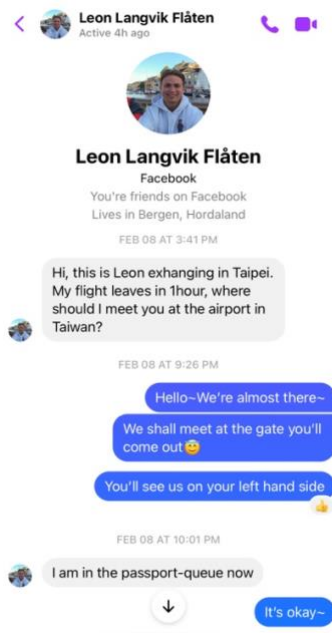 Leon Langvik Flåten
Active 4h ago
Leon Langvik Flåten
Facebook
You're friends on Facebook
Lives in Bergen, Hordaland
FEB 08 AT 3:41 PM
Hi, this is Leon exhanging in Taipei.
My flight leaves in 1hour, where
should I meet you at the airport in
Taiwan?
FEB 08 AT 9:26 PM
Hello~We're almost there~
We shall meet at the gate you'll
come out😇
You'll see us on your left hand side
👍
FEB 08 AT 10:01 PM
I am in the passport-queue now
It's okay~